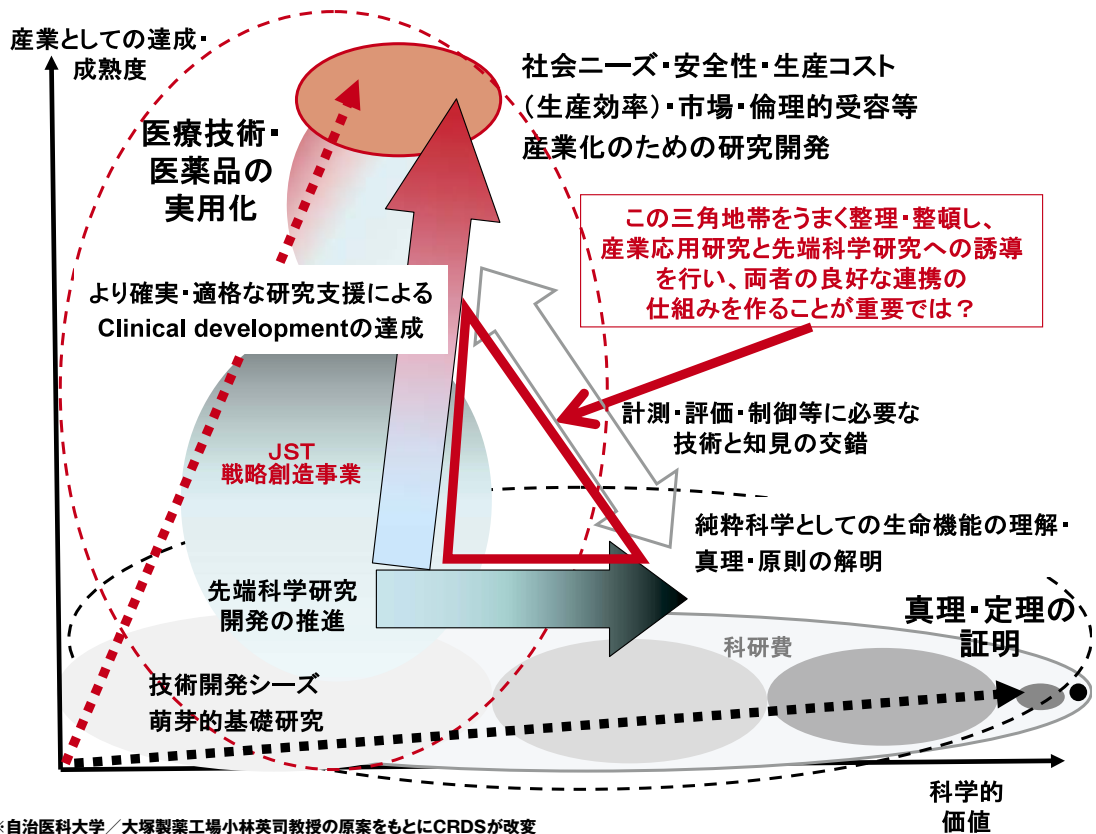 産業としての達成・
成熟度
社会ニーズ・安全性・生産コスト
（生産効率）・市場・倫理的受容等
産業化のための研究開発
医療技術・
医薬品の
実用化
この三角地帯をうまく整理・整頓し、
産業応用研究と先端科学研究への誘導
を行い、両者の良好な連携の
仕組みを作ることが重要では？
より確実・適格な研究支援による
Clinical developmentの達成
計測・評価・制御等に必要な
技術と知見の交錯
JST
戦略創造事業
純粋科学としての生命機能の理解・
真理・原則の解明
先端科学研究
開発の推進
真理・定理の
証明
科研費
技術開発シーズ
萌芽的基礎研究
科学的
価値
※自治医科大学／大塚製薬工場小林英司教授の原案をもとにCRDSが改変